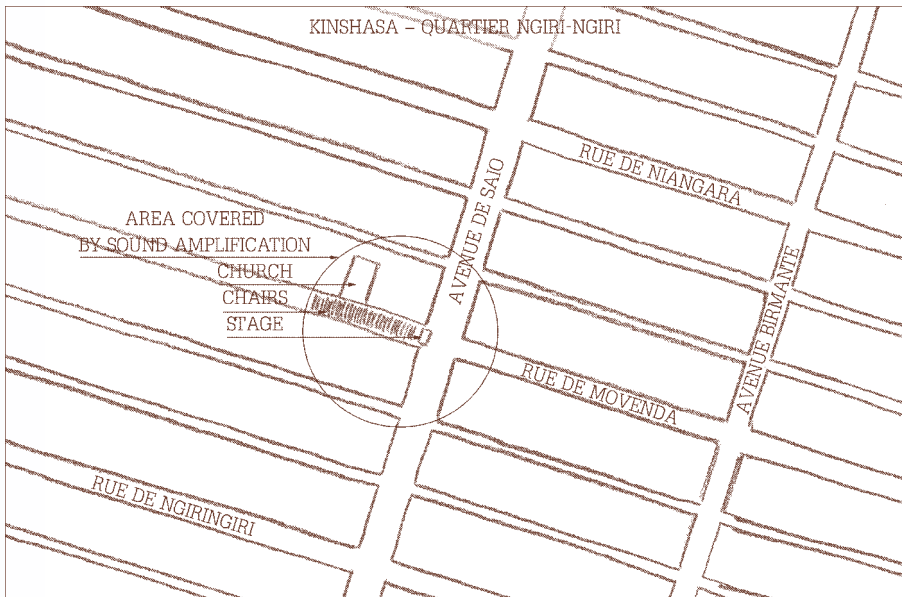 KINSHASA – QUARTIER NGIRI-NGIRI
RUE DE NIANGARA
AVENUE DE SAIO
AREA COVERED
BY SOUND AMPLIFICATION
CHURCH
CHAIRS
STAGE
AVENUE BIRMANTE
RUE DE MOVENDA
RUE DE NGIRINGIRI